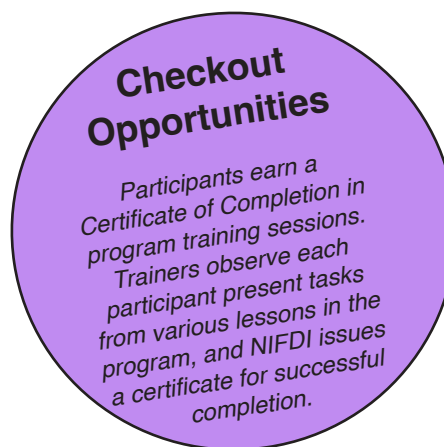 Checkout
Opportunities
Participants earn a
Certificate of Completion in
program training sessions.
Trainers observe each
participant present tasks
from various lessons in the
program, and NIFDI issues
a certificate for successful
completion.